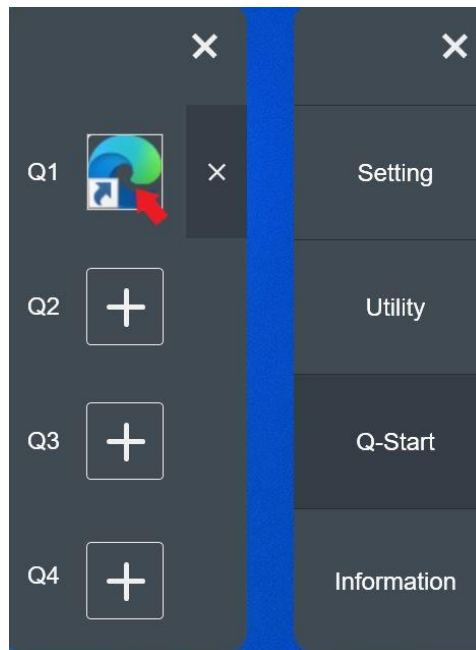 Q1
Q2
Q3
Q4
Setting
Utility
Q-Start
Information